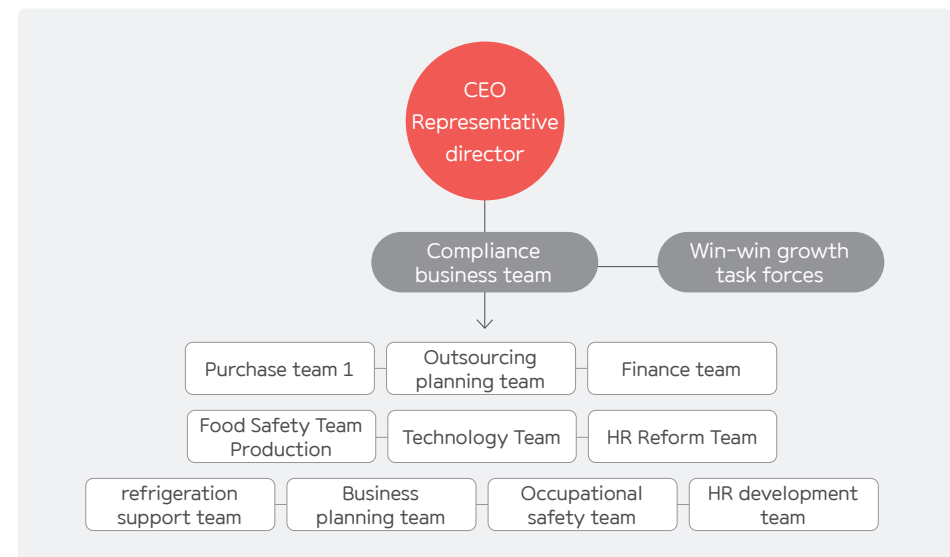 CEO
Representative
director
Compliance
business team
Win-win growth
task forces
Purchase team 1
Outsourcing
planning team
Finance team
Food Safety Team
Production
Technology Team
HR Reform Team
refrigeration
support team
Business
planning team
Occupational
safety team
HR development
team